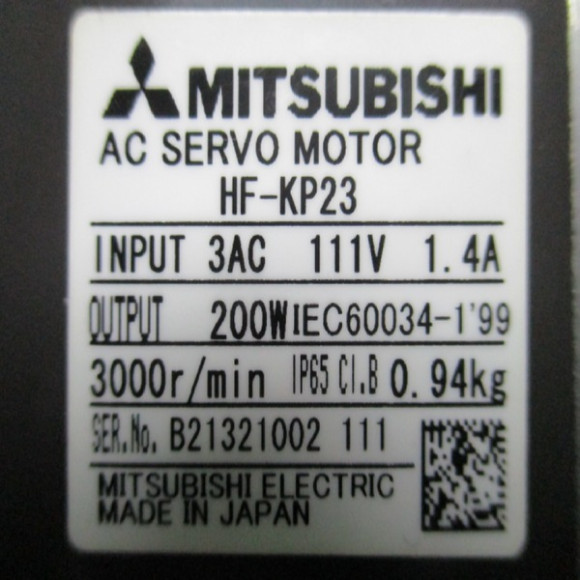 MITSUBISHI
AC SERVO MOTOR
HF-KP23
INPUT 3AC 111V 1.4A
OUTPUT 200W IEC60034-1'99
3000r/min IP65 CI.B 0.94kg
SER.No. B21321002 111
MITSUBISHI ELECTRIC
MADE IN JAPAN